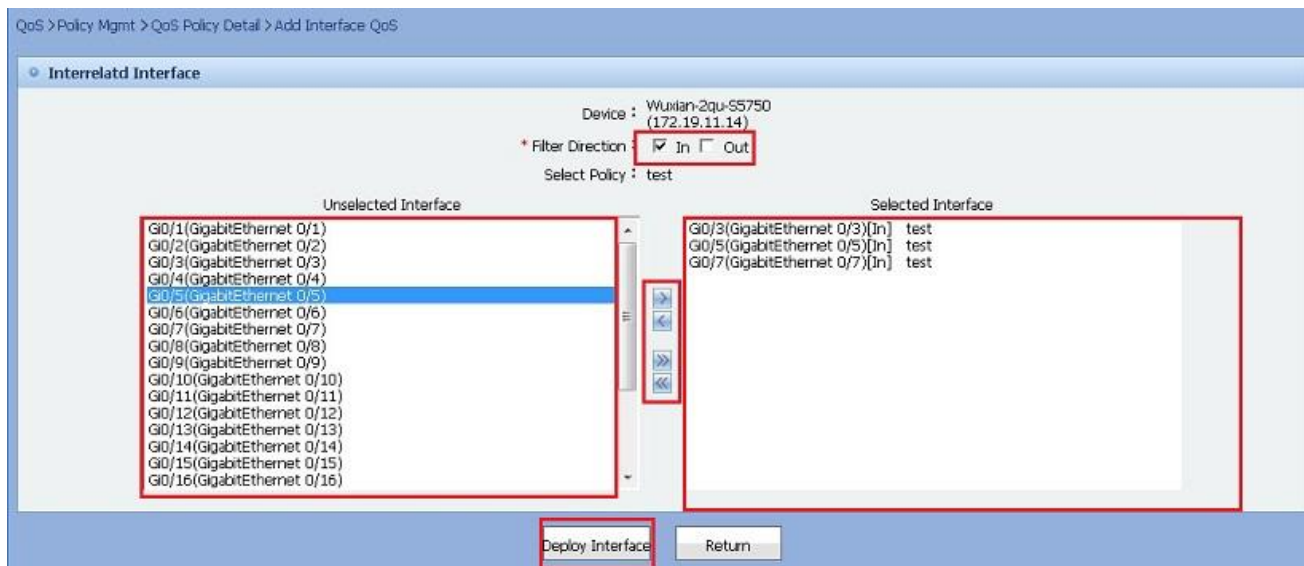 QoS >Policy Mgmt >QoS Policy Detail >Add Interface QoS
Interrelatd Interface
Device : Wuxian-2qu-S5750
(172.19.11.14)
* Filter Direction : In Out
Select Policy : test
Unselected Interface
Gi0/1(GigabitEthernet 0/1)
Gi0/2(GigabitEthernet 0/2)
Gi0/3(GigabitEthernet 0/3)
Gi0/4(GigabitEthernet 0/4)
Gi0/5(GigabitEthernet 0/5)
Gi0/6(GigabitEthernet 0/6)
Gi0/7(GigabitEthernet 0/7)
Gi0/8(GigabitEthernet 0/8)
Gi0/9(GigabitEthernet 0/9)
Gi0/10(GigabitEthernet 0/10)
Gi0/11(GigabitEthernet 0/11)
Gi0/12(GigabitEthernet 0/12)
Gi0/13(GigabitEthernet 0/13)
Gi0/14(GigabitEthernet 0/14)
Gi0/15(GigabitEthernet 0/15)
Gi0/16(GigabitEthernet 0/16)
Selected Interface
Gi0/3(GigabitEthernet 0/3)[In] test
Gi0/5(GigabitEthernet 0/5)[In] test
Gi0/7(GigabitEthernet 0/7)[In] test
Deploy Interface
Return